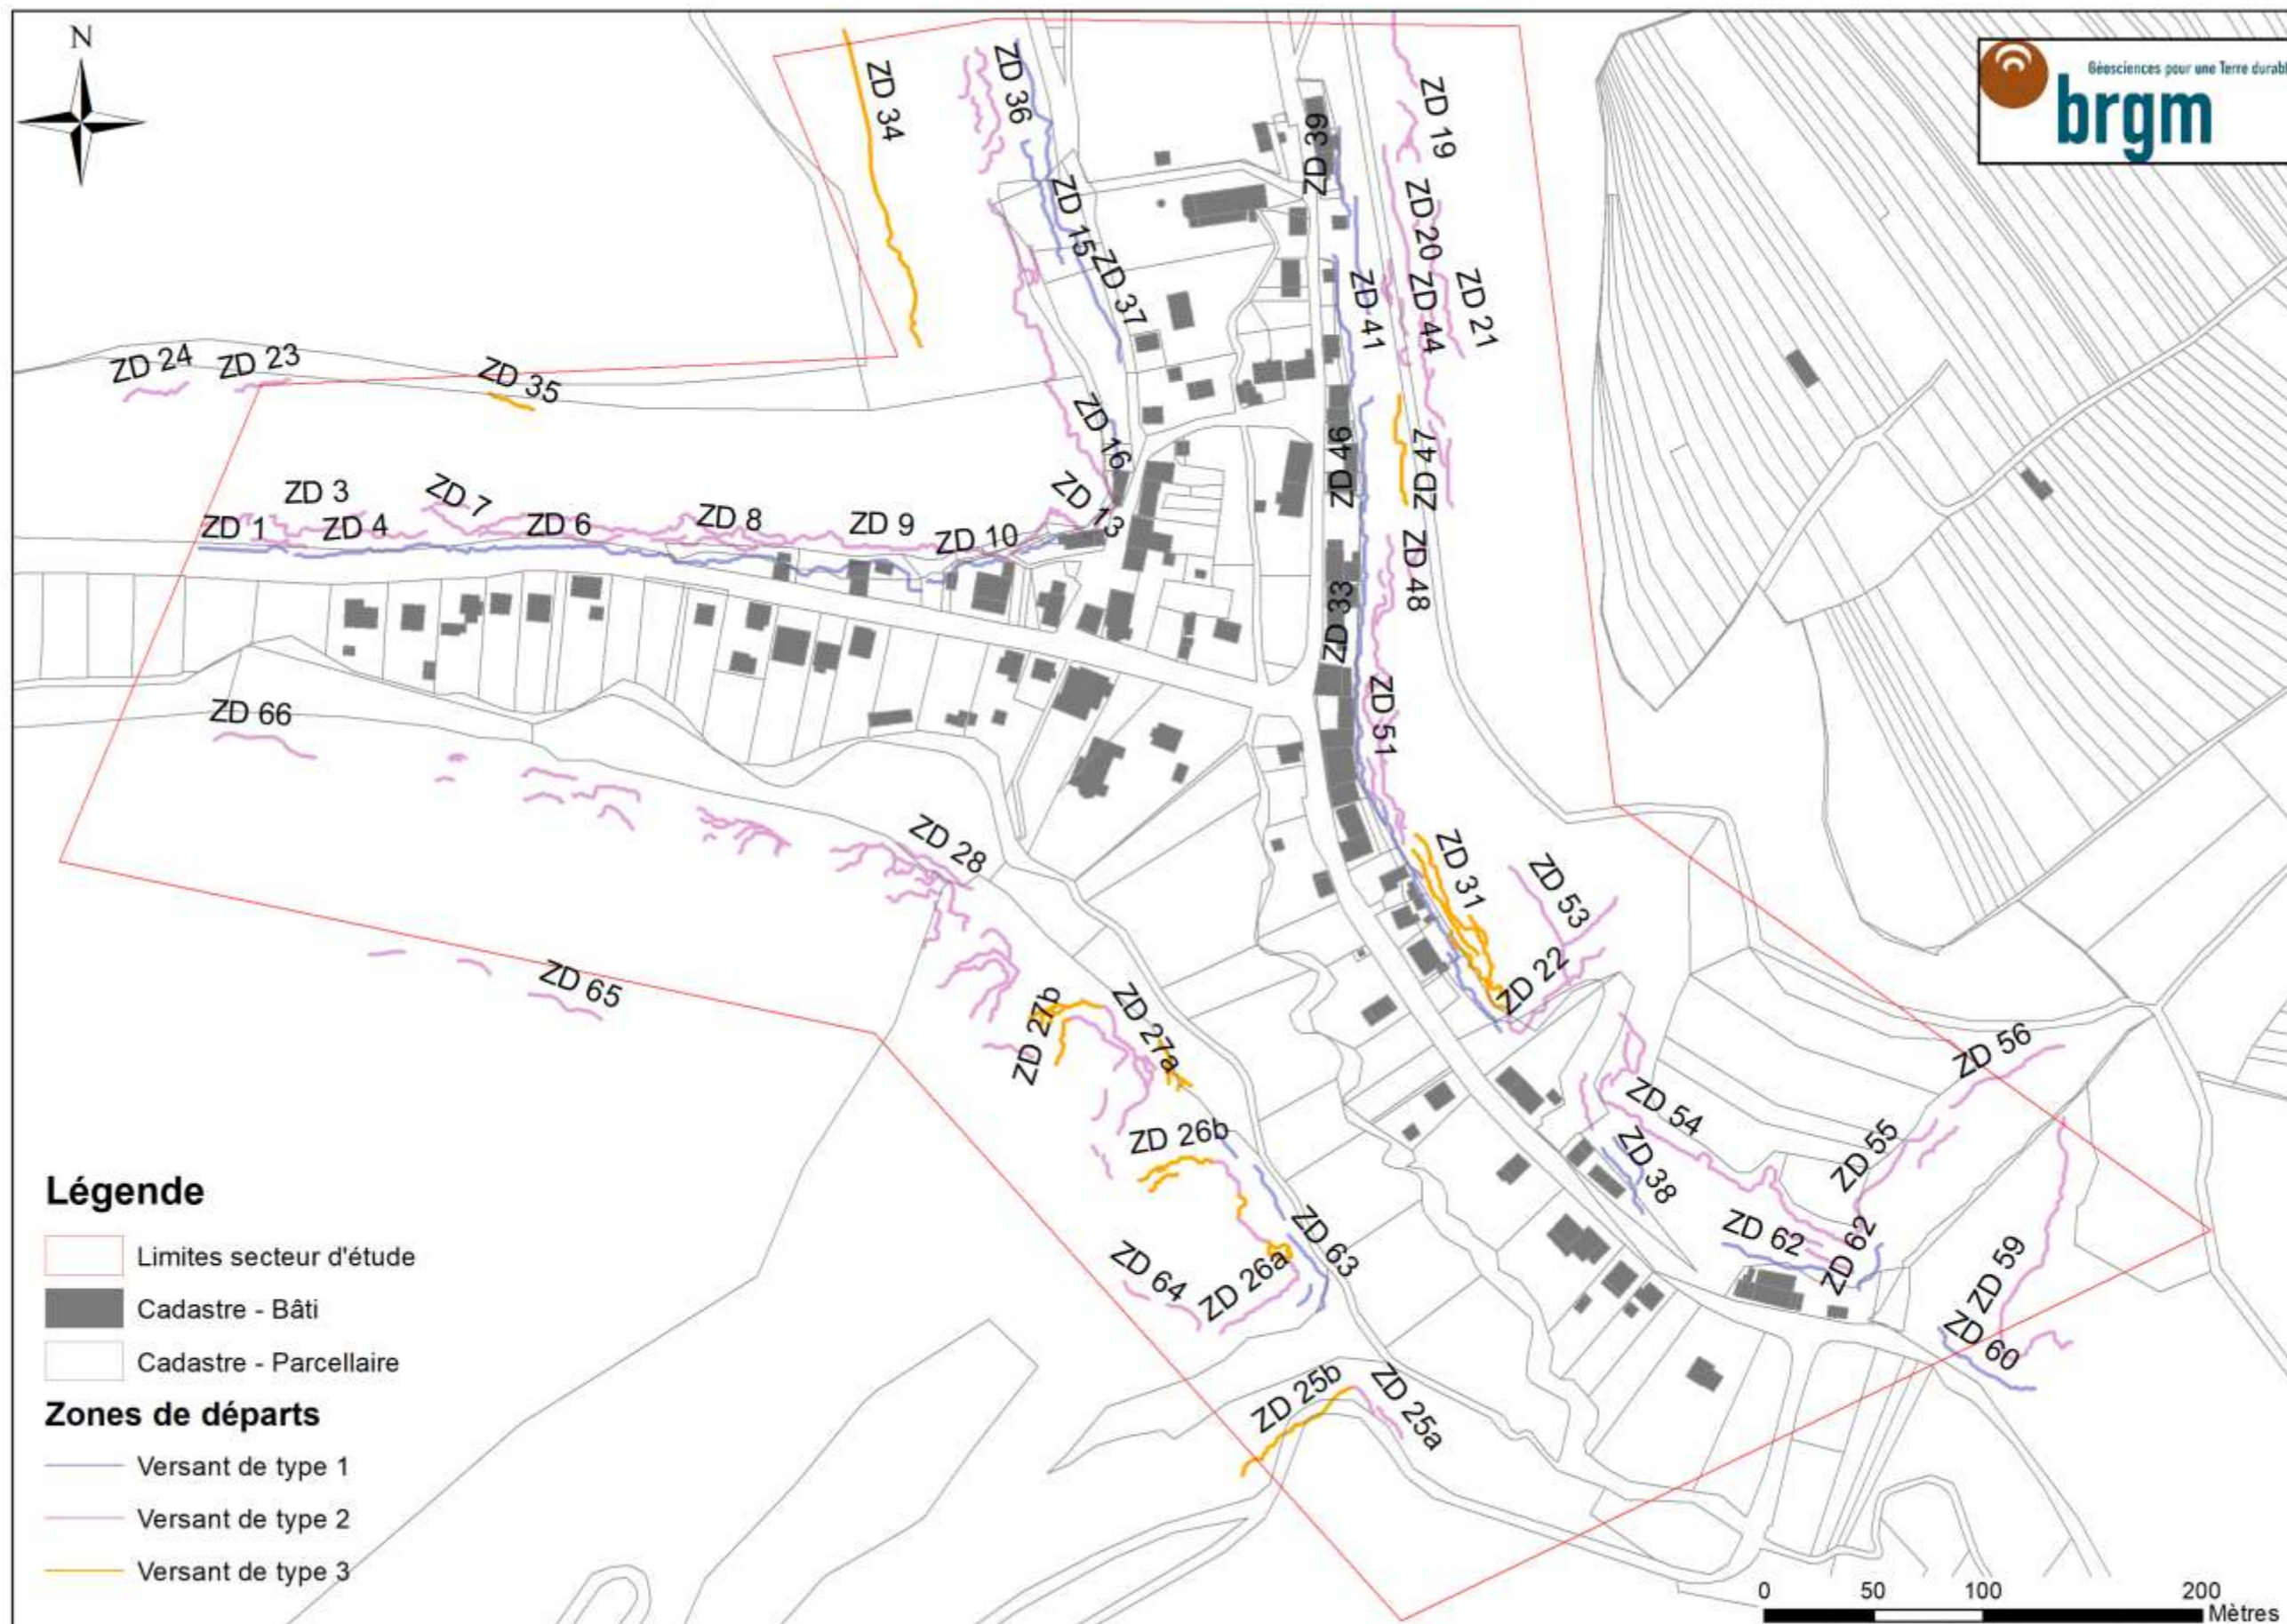 N
Géosciences pour une Terre durabl
brgm
ZD 34
ZD 36
ZD 39
ZD 19
ZD 15
ZD 20
ZD 37
ZD 41
ZD 44
ZD 21
ZD 24
ZD 23
ZD 35
ZD 16
ZD 46
ZD 47
ZD 3
ZD 7
ZD 1
ZD 4
ZD 6
ZD 8
ZD 9
ZD 10
ZD 13
ZD 48
ZD 33
ZD 66
ZD 51
ZD 28
ZD 31
ZD 53
ZD 65
ZD 22
ZD 27b
ZD 27a
ZD 56
ZD 54
ZD 26b
ZD 55
ZD 38
ZD 63
ZD 62
ZD 62
ZD 64
ZD 26a
ZD 59
ZD 60
ZD 25b
ZD 25a
Légende
Limites secteur d'étude
Cadastre - Bâti
Cadastre - Parcellaire
Zones de départs
Versant de type 1
Versant de type 2
Versant de type 3
0 50 100 200
Mètres